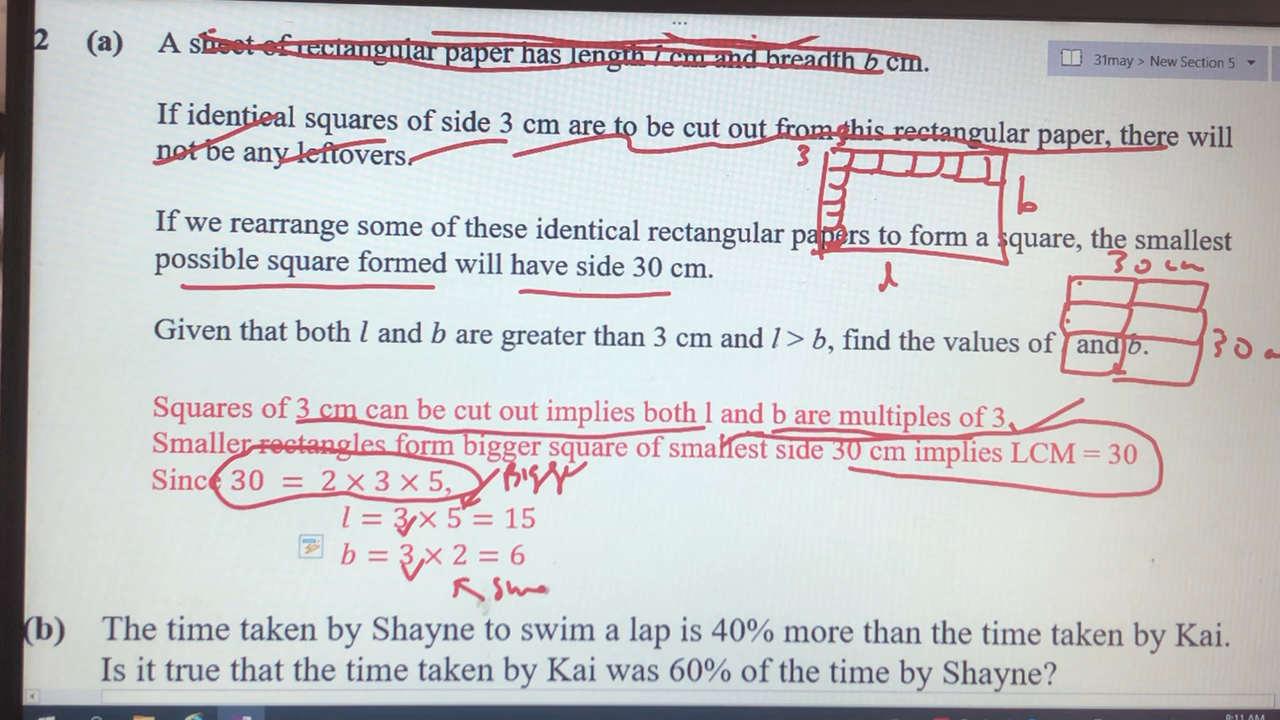 ...
2 (a) A sheet of rectangular paper has length l cm and breadth b cm.
31may > New Section 5
If identical squares of side 3 cm are to be cut out from this rectangular paper, there will
not be any leftovers.
3
3
b
If we rearrange some of these identical rectangular papers to form a square, the smallest
possible square formed will have side 30 cm.
l
30 cm
Given that both l and b are greater than 3 cm and l > b, find the values of l and b.
30
Squares of 3 cm can be cut out implies both l and b are multiples of 3.
Smaller rectangles form bigger square of smallest side 30 cm implies LCM = 30
Since 30 = 2 × 3 × 5,
l = 3 × 5 = 15
b = 3 × 2 = 6
(b) The time taken by Shayne to swim a lap is 40% more than the time taken by Kai.
Is it true that the time taken by Kai was 60% of the time by Shayne?
8:11 AM